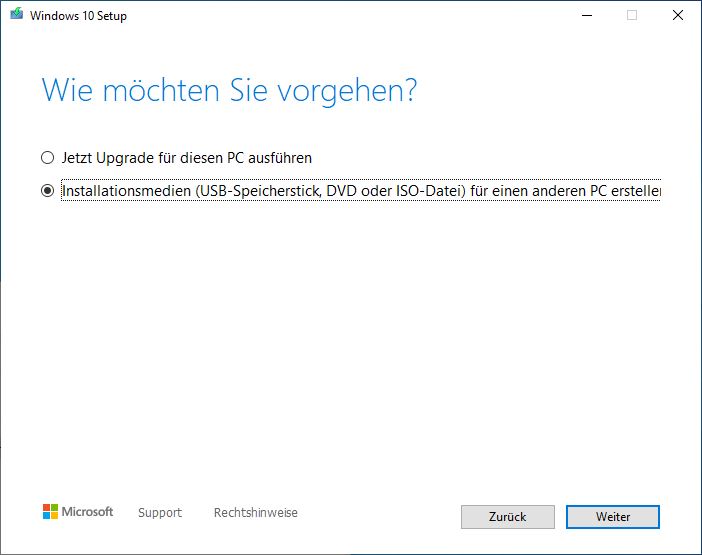 Windows 10 Setup
Wie möchten Sie vorgehen?
Jetzt Upgrade für diesen PC ausführen
Installationsmedien (USB-Speicherstick, DVD oder ISO-Datei) für einen anderen PC erstellen
Microsoft Support Rechtshinweise Zurück Weiter